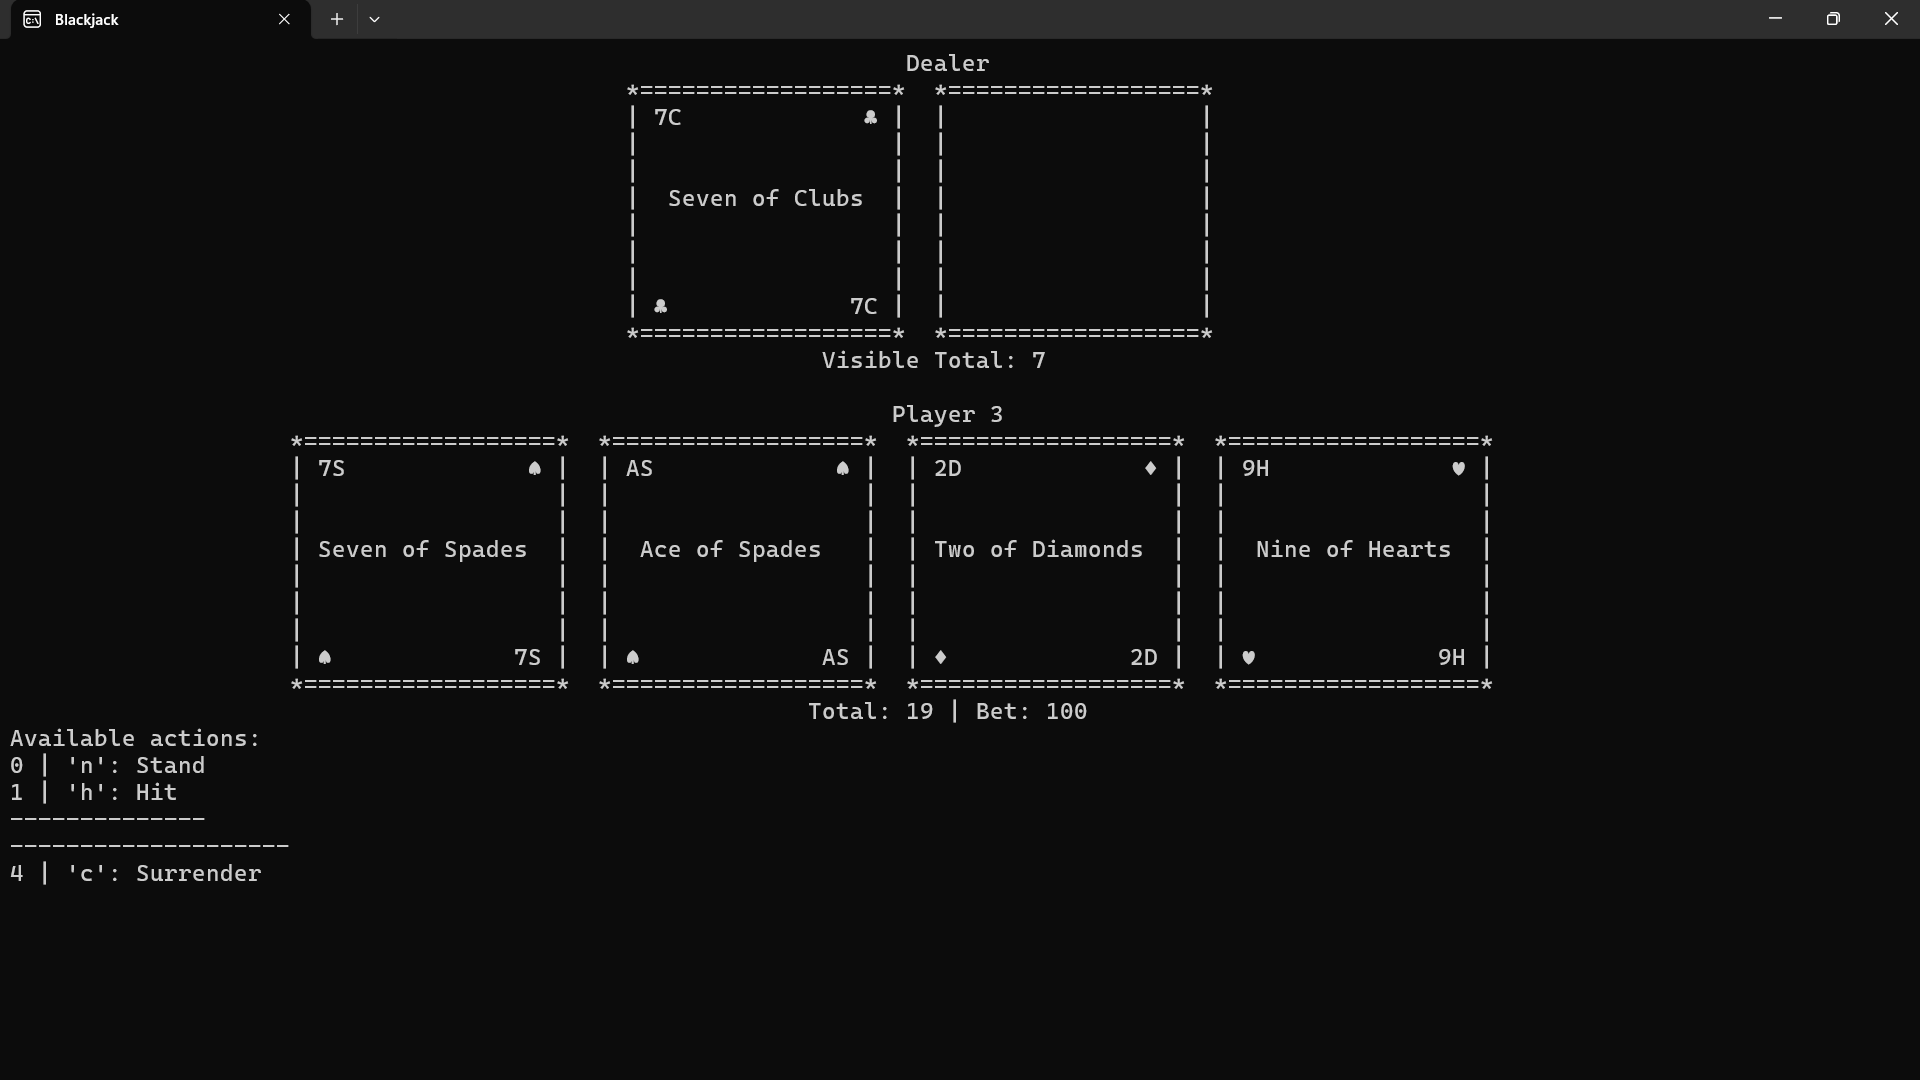 Blackjack
Dealer
*==================*  *==================*
| 7C             ♣ |  |                  |
|                  |  |                  |
|                  |  |                  |
|  Seven of Clubs  |  |                  |
|                  |  |                  |
|                  |  |                  |
|                  |  |                  |
| ♣             7C |  |                  |
*==================*  *==================*
Visible Total: 7
Player 3
*==================*  *==================*  *==================*  *==================*
| 7S             ♠ |  | AS             ♠ |  | 2D             ♦ |  | 9H             ♥ |
|                  |  |                  |  |                  |  |                  |
|                  |  |                  |  |                  |  |                  |
| Seven of Spades  |  |  Ace of Spades   |  | Two of Diamonds  |  |  Nine of Hearts  |
|                  |  |                  |  |                  |  |                  |
|                  |  |                  |  |                  |  |                  |
|                  |  |                  |  |                  |  |                  |
| ♠             7S |  | ♠             AS |  | ♦             2D |  | ♥             9H |
*==================*  *==================*  *==================*  *==================*
Total: 19 | Bet: 100
Available actions:
0 | 'n': Stand
1 | 'h': Hit
--------------
--------------------
4 | 'c': Surrender